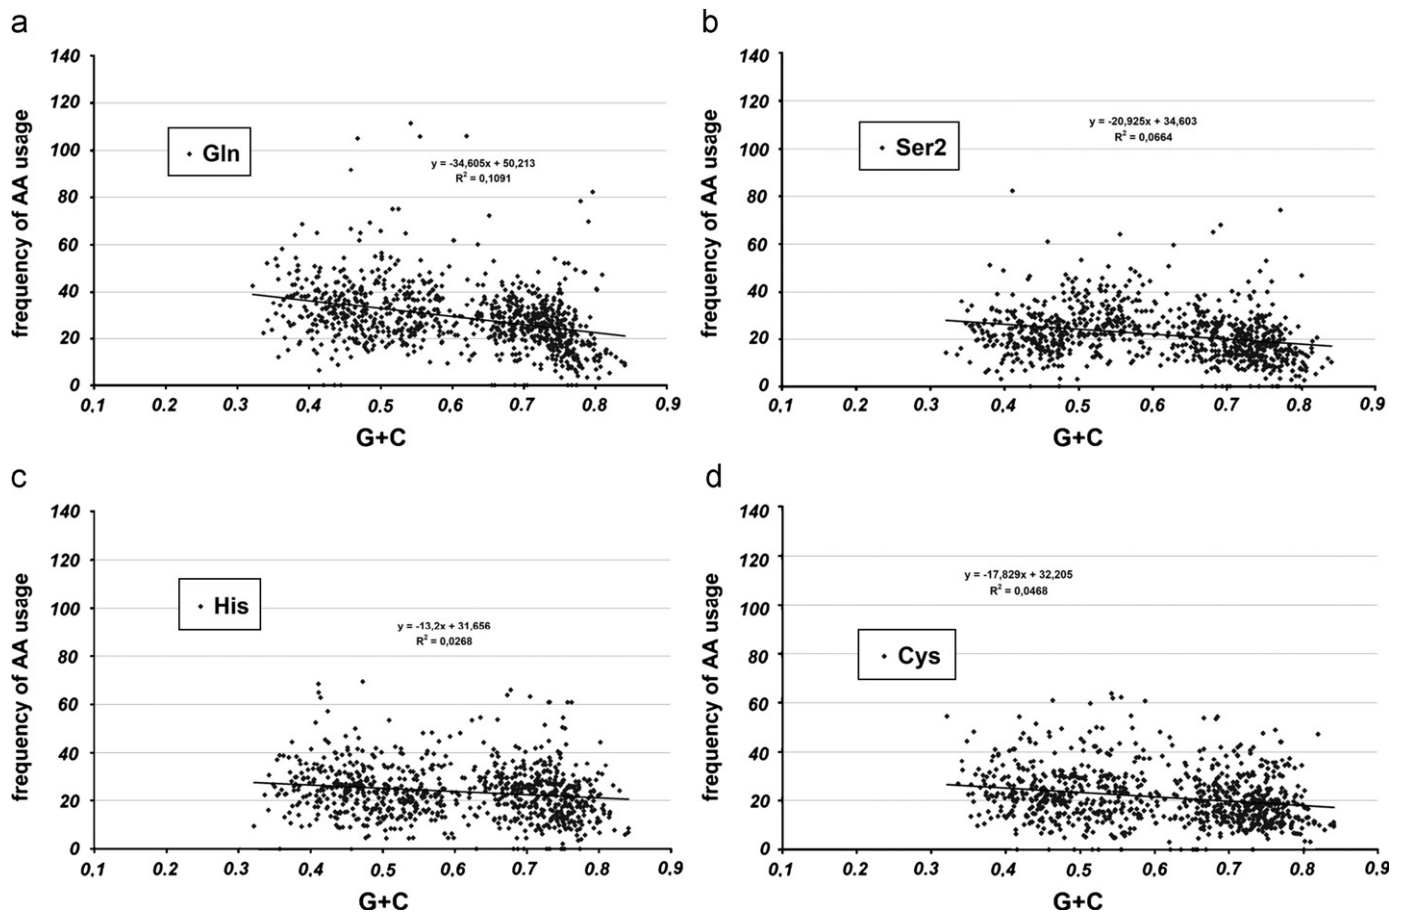 a
140
120
100
80
60
40
20
0
frequency of AA usage
Gln
y = -34,605x + 50,213
R² = 0,1091
0,1 0.2 0.3 0.4 0.5 0.6 0.7 0.8 0,9
G+C
b
140
120
100
80
60
40
20
0
frequency of AA usage
Ser2
y = -20,925x + 34,603
R² = 0,0664
0,1 0.2 0.3 0.4 0.5 0.6 0.7 0.8 0,9
G+C
c
140
120
100
80
60
40
20
0
frequency of AA usage
His
y = -13,2x + 31,656
R² = 0,0268
0,1 0.2 0.3 0.4 0.5 0.6 0.7 0.8 0.9
G+C
d
140
120
100
80
60
40
20
0
frequency of AA usage
Cys
y = -17,829x + 32,205
R² = 0,0468
0,1 0.2 0.3 0.4 0.5 0.6 0.7 0.8 0.9
G+C